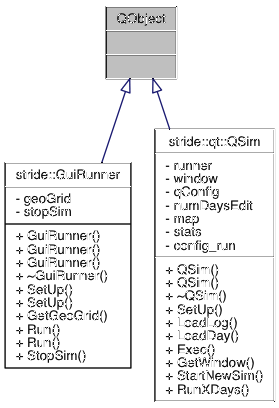 QObject
stride::GuiRunner
- geoGrid
- stopSim
+ GuiRunner()
+ GuiRunner()
+ GuiRunner()
+ ~GuiRunner()
+ SetUp()
+ SetUp()
+ GetGeoGrid()
+ Run()
+ Run()
+ StopSim()
stride::qt::QSim
- runner
- window
- qConfig
- numDaysEdit
- map
- stats
- config_run
+ QSim()
+ QSim()
+ ~QSim()
+ SetUp()
+ LoadLog()
+ LoadDay()
+ Exec()
+ GetWindow()
+ StartNewSim()
+ RunXDays()